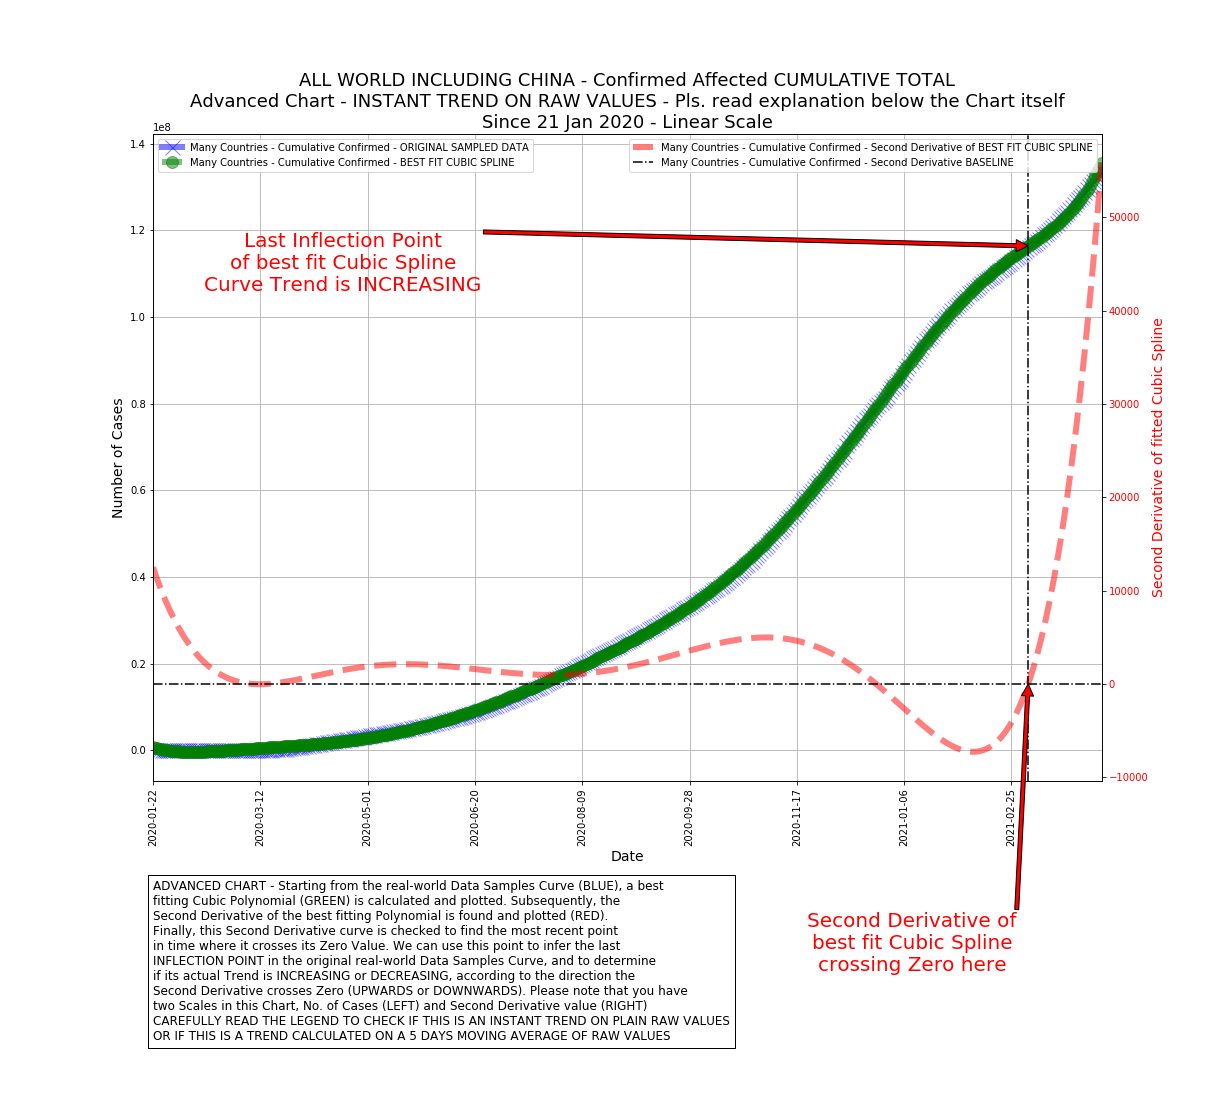 ALL WORLD INCLUDING CHINA - Confirmed Affected CUMULATIVE TOTAL
Advanced Chart - INSTANT TREND ON RAW VALUES - Pls. read explanation below the Chart itself
Since 21 Jan 2020 - Linear Scale
1e8
Many Countries - Cumulative Confirmed - ORIGINAL SAMPLED DATA
Many Countries - Cumulative Confirmed - BEST FIT CUBIC SPLINE
Many Countries - Cumulative Confirmed - Second Derivative of BEST FIT CUBIC SPLINE
Many Countries - Cumulative Confirmed - Second Derivative BASELINE
Last Inflection Point
of best fit Cubic Spline
Curve Trend is INCREASING
Number of Cases
1.4
1.2
1.0
0.8
0.6
0.4
0.2
0.0
50000
40000
30000
20000
10000
0
−10000
Second Derivative of fitted Cubic Spline
2020-01-22
2020-03-12
2020-05-01
2020-06-20
2020-08-09
2020-09-28
2020-11-17
2021-01-06
2021-02-25
Date
ADVANCED CHART - Starting from the real-world Data Samples Curve (BLUE), a best
fitting Cubic Polynomial (GREEN) is calculated and plotted. Subsequently, the
Second Derivative of the best fitting Polynomial is found and plotted (RED).
Finally, this Second Derivative curve is checked to find the most recent point
in time where it crosses its Zero Value. We can use this point to infer the last
INFLECTION POINT in the original real-world Data Samples Curve, and to determine
if its actual Trend is INCREASING or DECREASING, according to the direction the
Second Derivative crosses Zero (UPWARDS or DOWNWARDS). Please note that you have
two Scales in this Chart, No. of Cases (LEFT) and Second Derivative value (RIGHT)
CAREFULLY READ THE LEGEND TO CHECK IF THIS IS AN INSTANT TREND ON PLAIN RAW VALUES
OR IF THIS IS A TREND CALCULATED ON A 5 DAYS MOVING AVERAGE OF RAW VALUES
Second Derivative of
best fit Cubic Spline
crossing Zero here